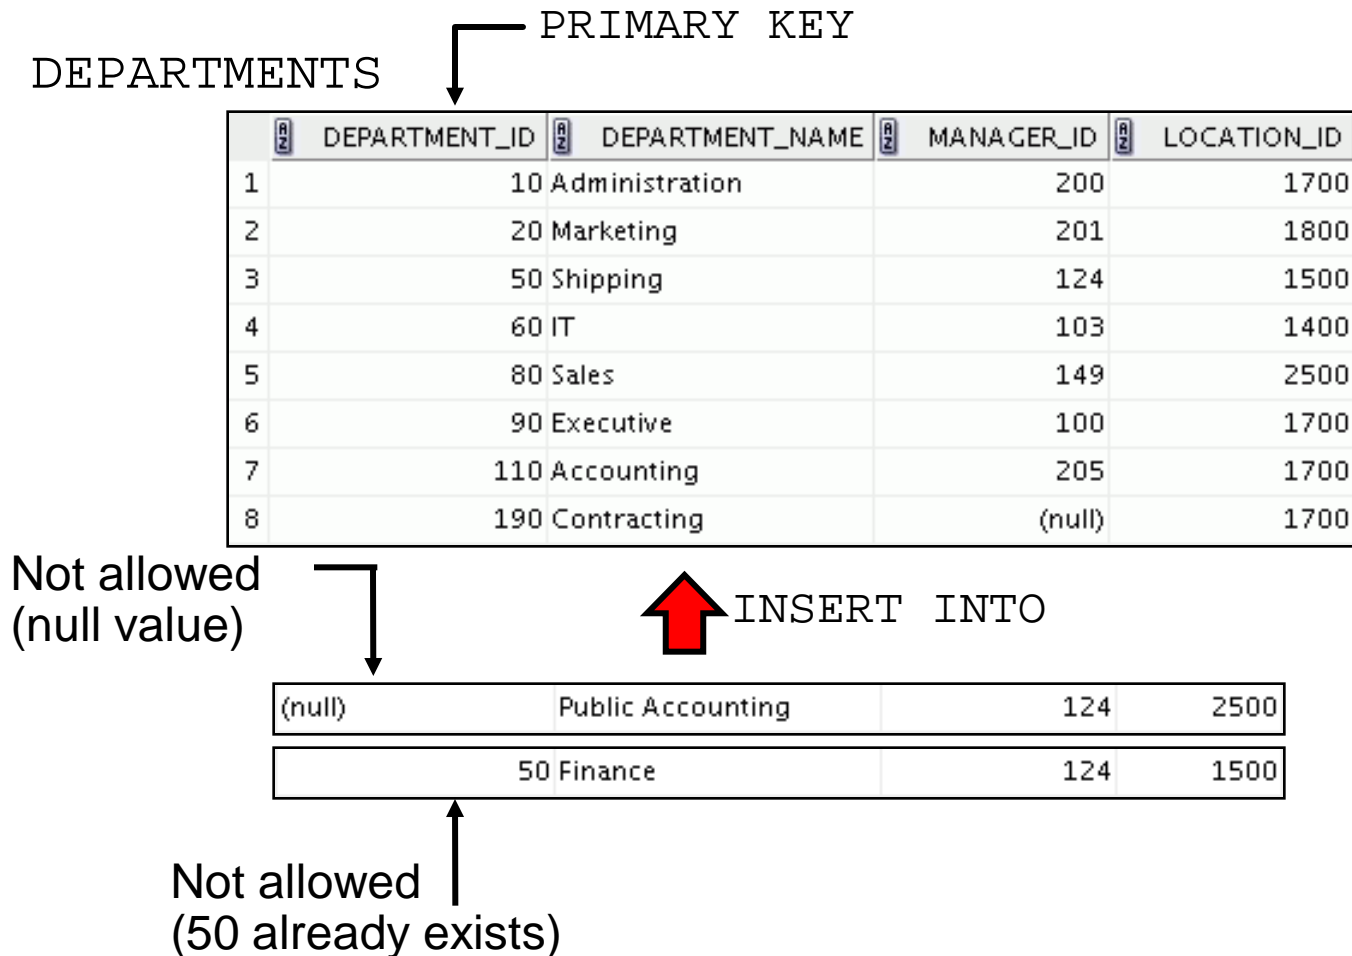 PRIMARY KEY
DEPARTMENTS
DEPARTMENT_ID DEPARTMENT_NAME MANAGER_ID LOCATION_ID
1 10 Administration 200 1700
2 20 Marketing 201 1800
3 50 Shipping 124 1500
4 60 IT 103 1400
5 80 Sales 149 2500
6 90 Executive 100 1700
7 110 Accounting 205 1700
8 190 Contracting (null) 1700
Not allowed
(null value)
INSERT INTO
(null) Public Accounting 124 2500
50 Finance 124 1500
Not allowed
(50 already exists)